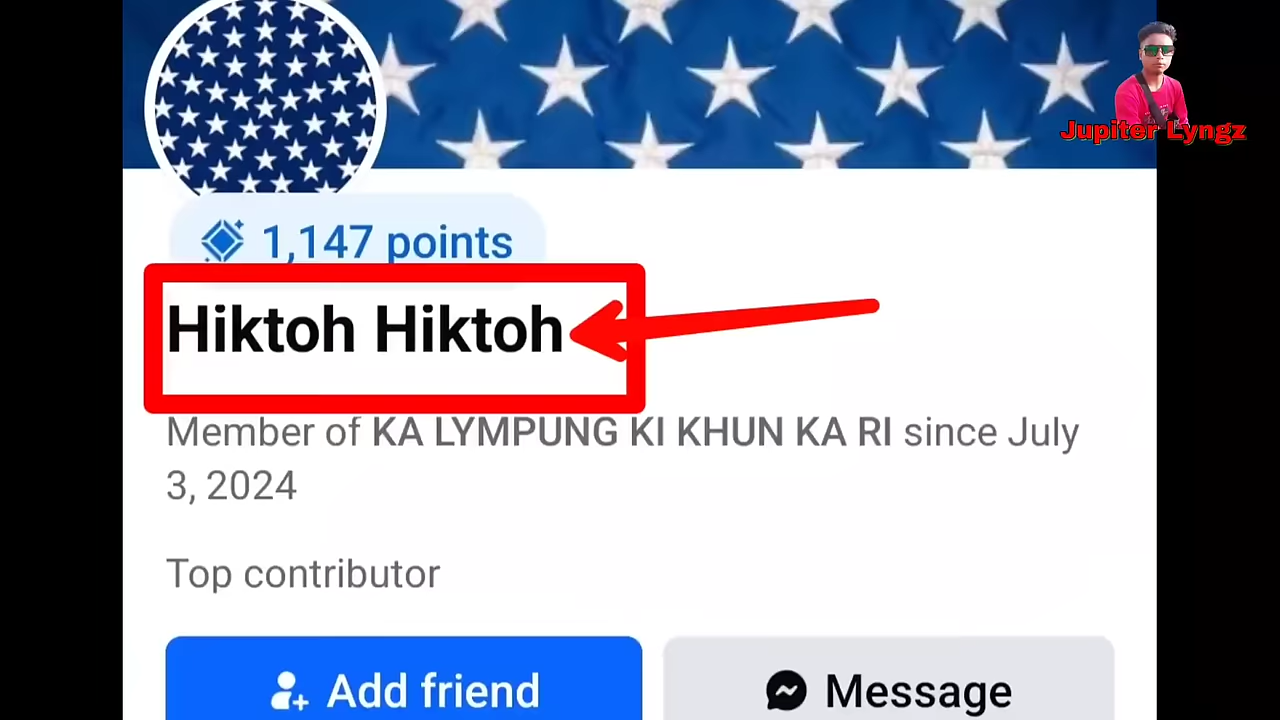 Jupiter Lyngz
1,147 points
Hiktoh Hiktoh
Member of KA LYMPUNG KI KHUN KA RI since July
3, 2024
Top contributor
Add friend
Message